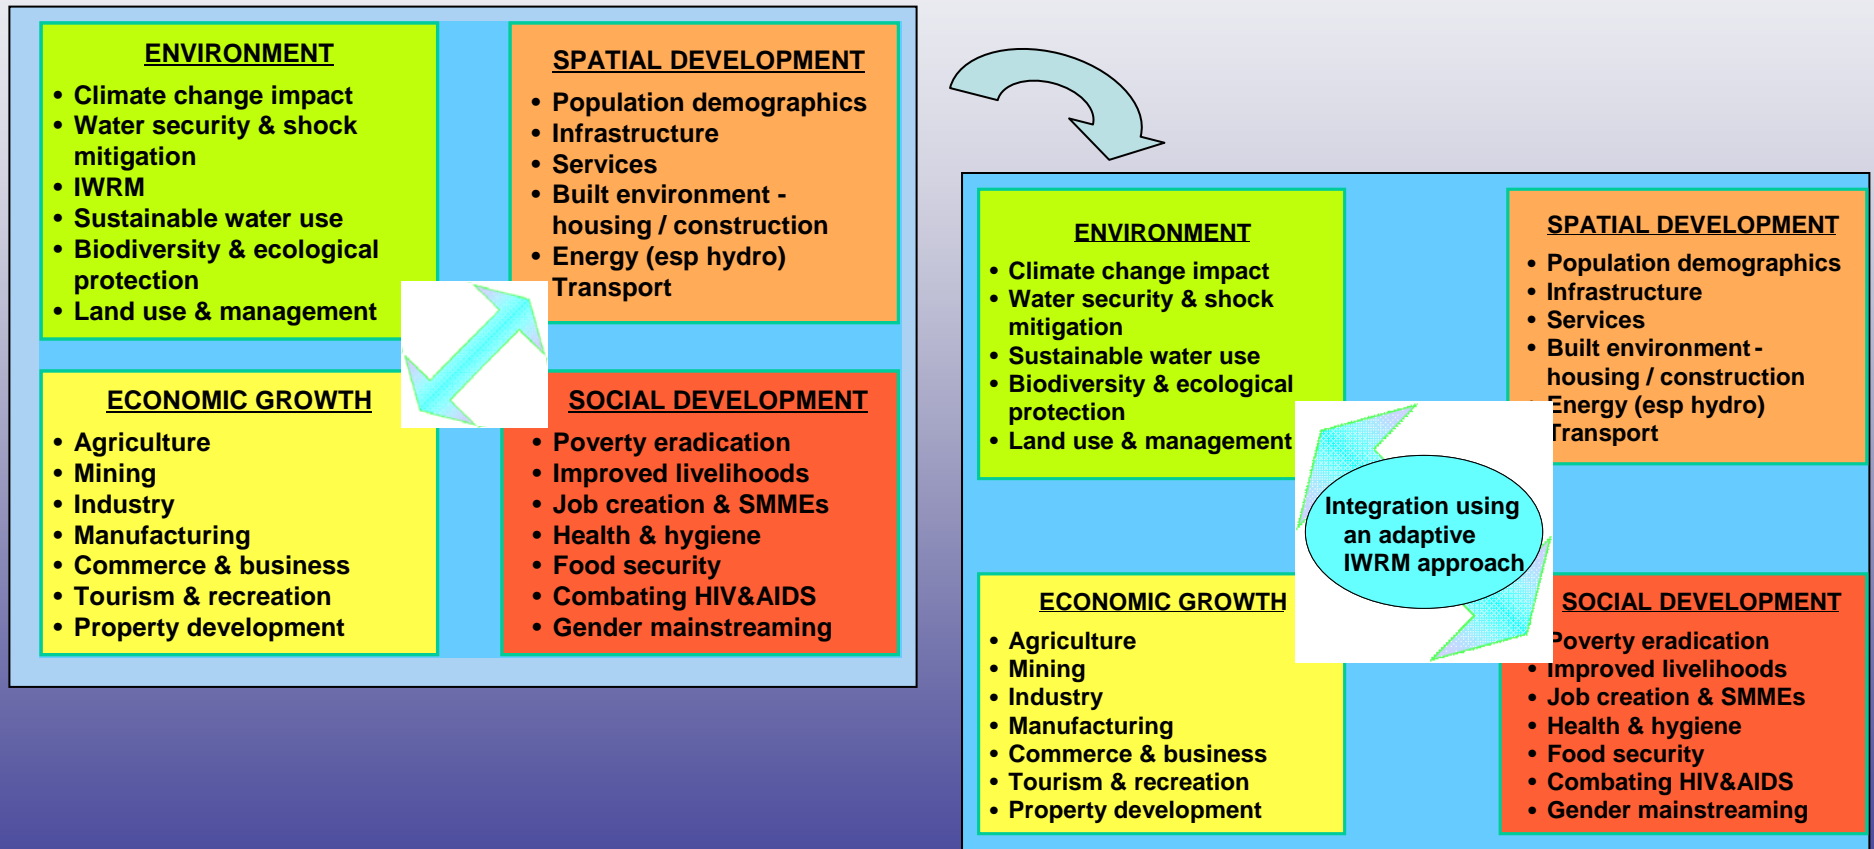 ENVIRONMENT
• Climate change impact
• Water security & shock
mitigation
• IWRM
• Sustainable water use
• Biodiversity & ecological
protection
• Land use & management
SPATIAL DEVELOPMENT
• Population demographics
• Infrastructure
• Services
• Built environment -
housing / construction
• Energy (esp hydro)
Transport
ECONOMIC GROWTH
• Agriculture
• Mining
• Industry
• Manufacturing
• Commerce & business
• Tourism & recreation
• Property development
SOCIAL DEVELOPMENT
• Poverty eradication
• Improved livelihoods
• Job creation & SMMEs
• Health & hygiene
• Food security
• Combating HIV&AIDS
• Gender mainstreaming
ENVIRONMENT
• Climate change impact
• Water security & shock
mitigation
• Sustainable water use
• Biodiversity & ecological
protection
• Land use & management
SPATIAL DEVELOPMENT
• Population demographics
• Infrastructure
• Services
• Built environment -
housing / construction
• Energy (esp hydro)
Transport
Integration using
an adaptive
IWRM approach
ECONOMIC GROWTH
• Agriculture
• Mining
• Industry
• Manufacturing
• Commerce & business
• Tourism & recreation
• Property development
SOCIAL DEVELOPMENT
Poverty eradication
• Improved livelihoods
• Job creation & SMMEs
• Health & hygiene
• Food security
• Combating HIV&AIDS
• Gender mainstreaming